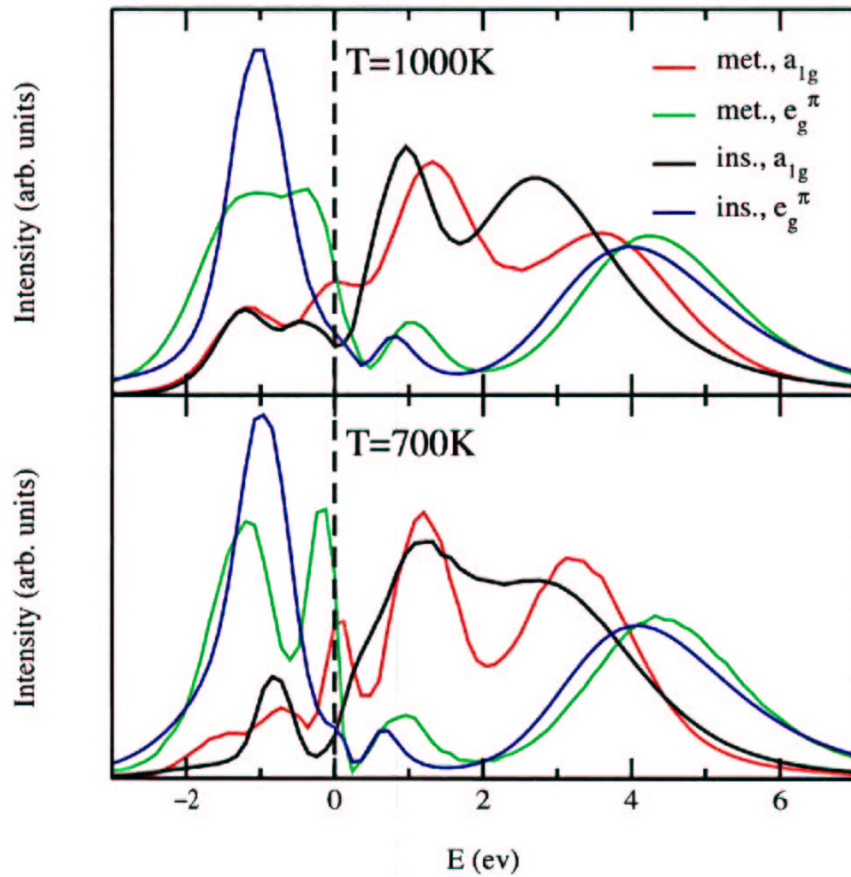 T=1000K
met., a1g
met., egπ
ins., a1g
ins., egπ
Intensity (arb. units)
T=700K
Intensity (arb. units)
−2 0 2 4 6
E (ev)